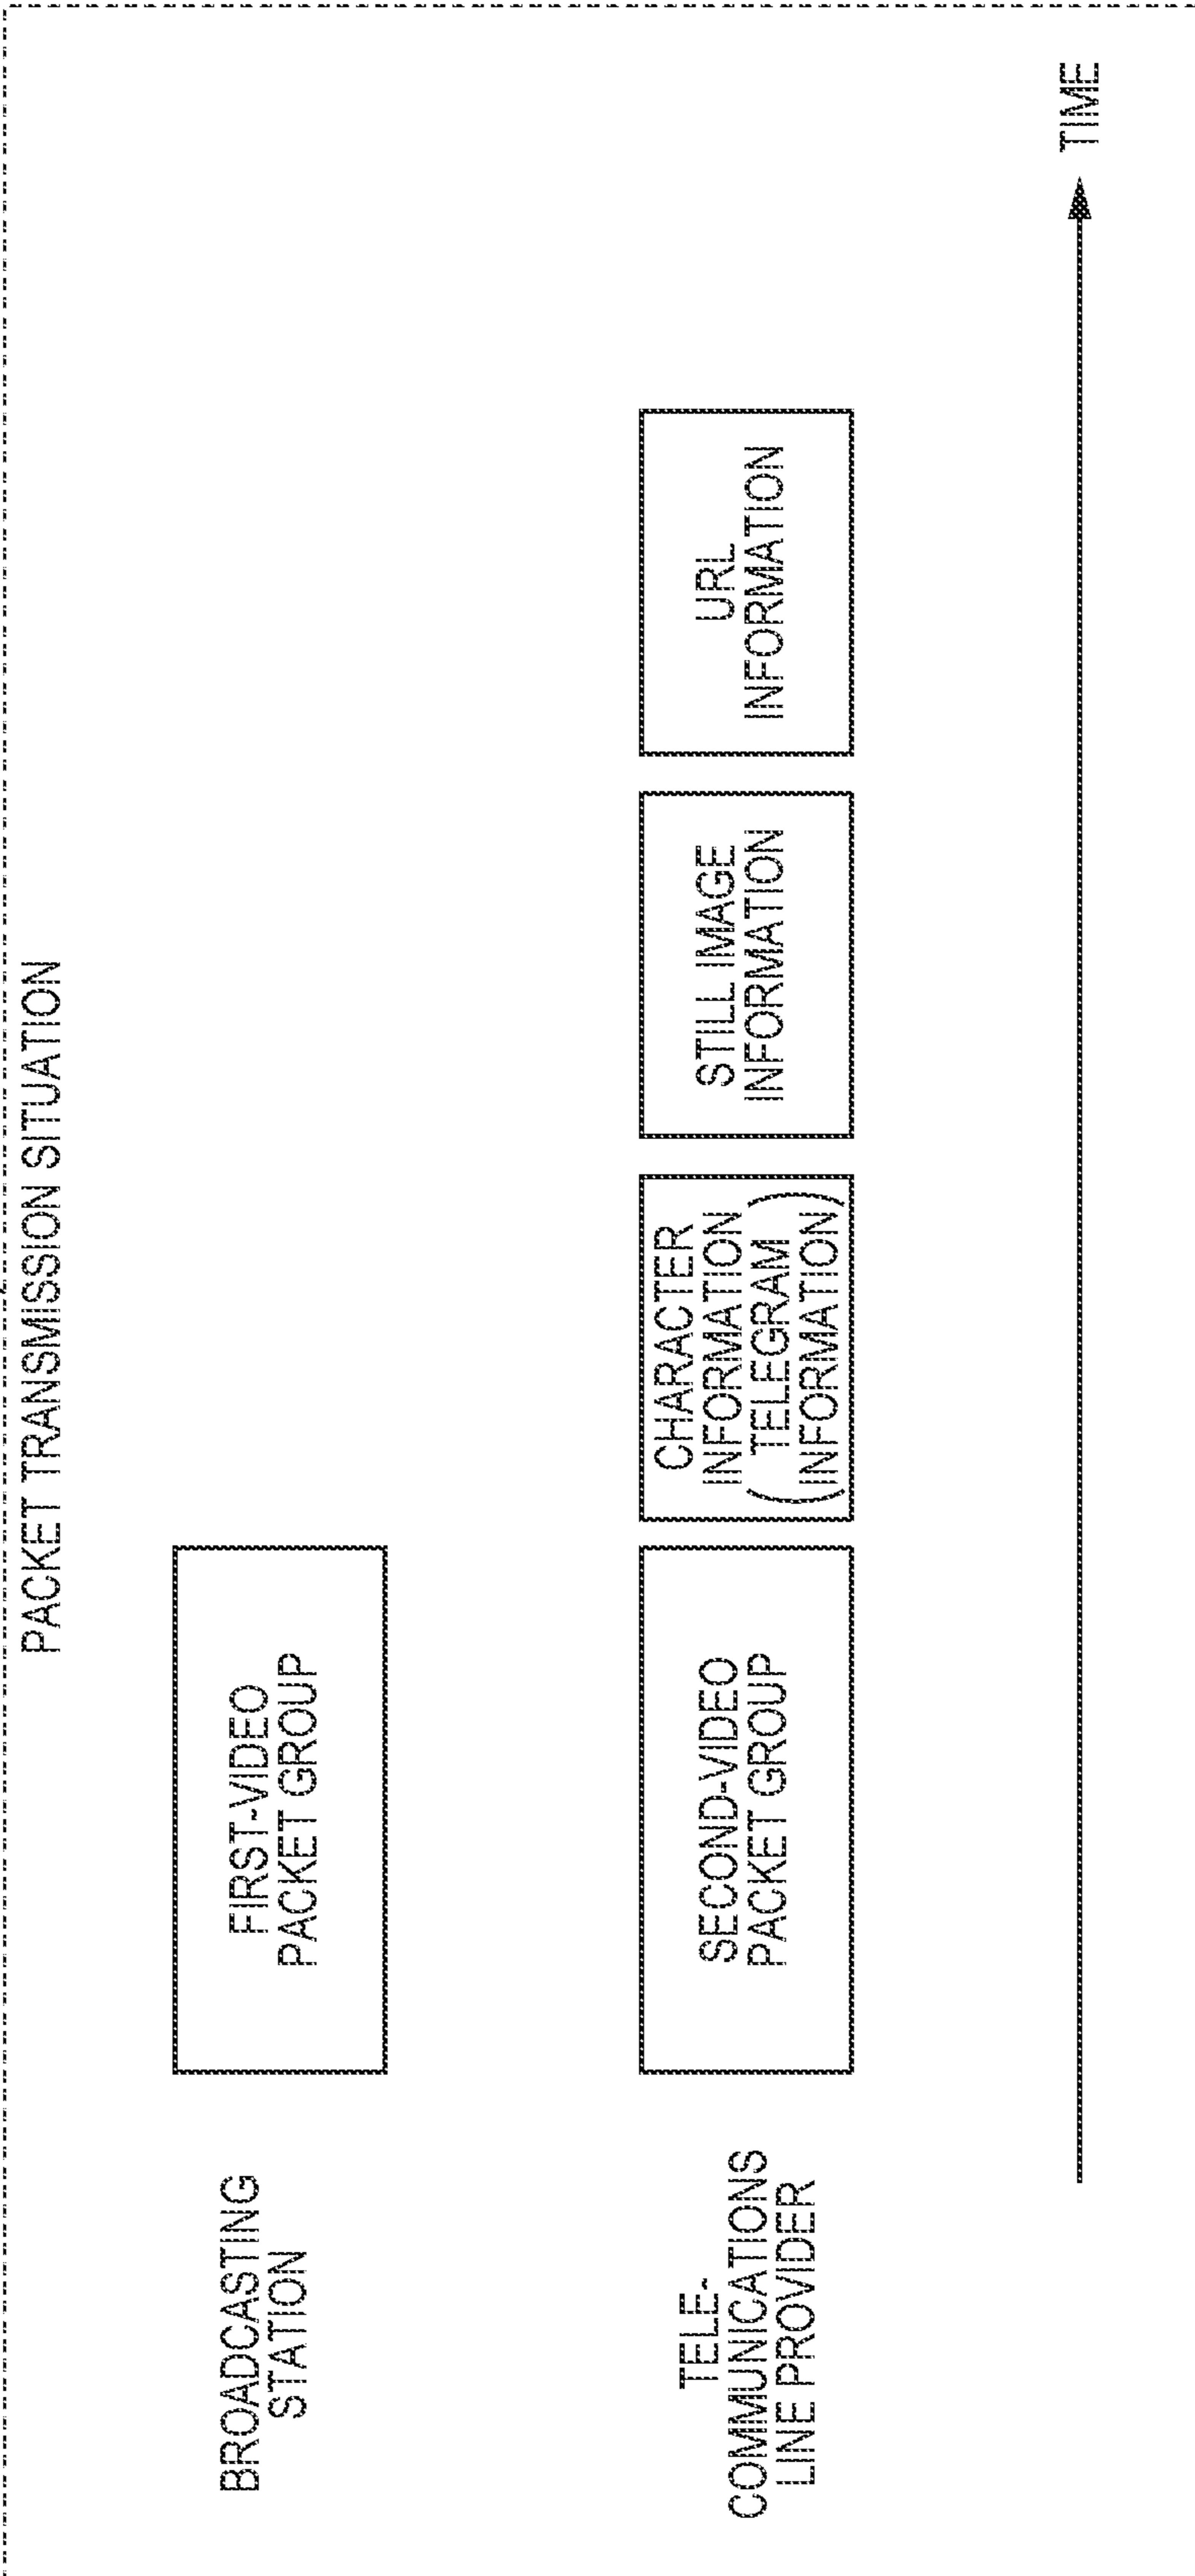 PACKET TRANSMISSION SITUATION
BROADCASTING
STATION
FIRST-VIDEO
PACKET GROUP
TELE-
COMMUNICATIONS
LINE PROVIDER
SECOND-VIDEO
PACKET GROUP
CHARACTER
INFORMATION
(TELEGRAM
INFORMATION)
STILL IMAGE
INFORMATION
URL
INFORMATION
TIME